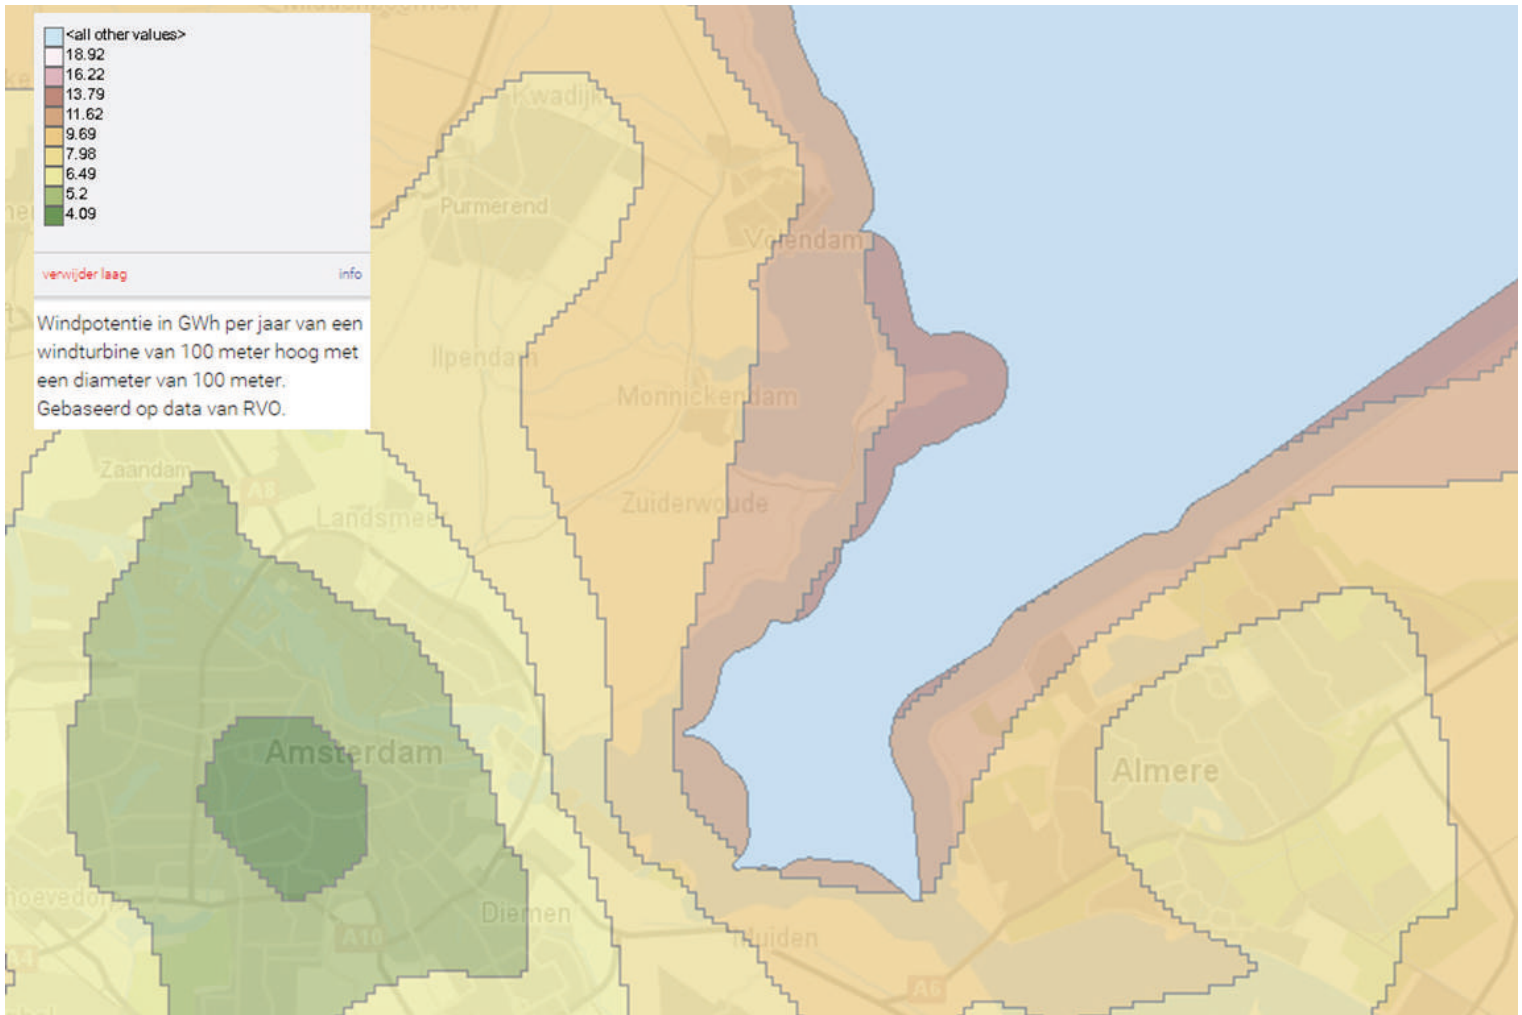 <all other values>
18.92
16.22
13.79
11.62
9.69
7.98
6.49
5.2
4.09
verwijder laag
info
Windpotentie in GWh per jaar van een
windturbine van 100 meter hoog met
een diameter van 100 meter.
Gebaseerd op data van RVO.
Kwadijk
Purmerend
Volendam
Ilpendam
Monnickendam
Zaandam
A8
Landsmeer
Zuiderwoude
Amsterdam
Almere
Diemen
A10
Muiden
A6